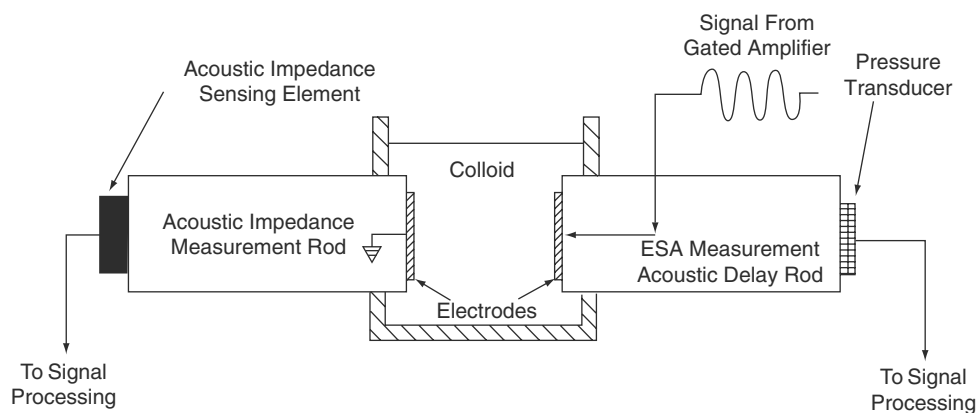 Signal From
Gated Amplifier
Pressure
Transducer
Acoustic Impedance
Sensing Element
Colloid
Acoustic Impedance
Measurement Rod
ESA Measurement
Acoustic Delay Rod
Electrodes
To Signal
Processing
To Signal
Processing